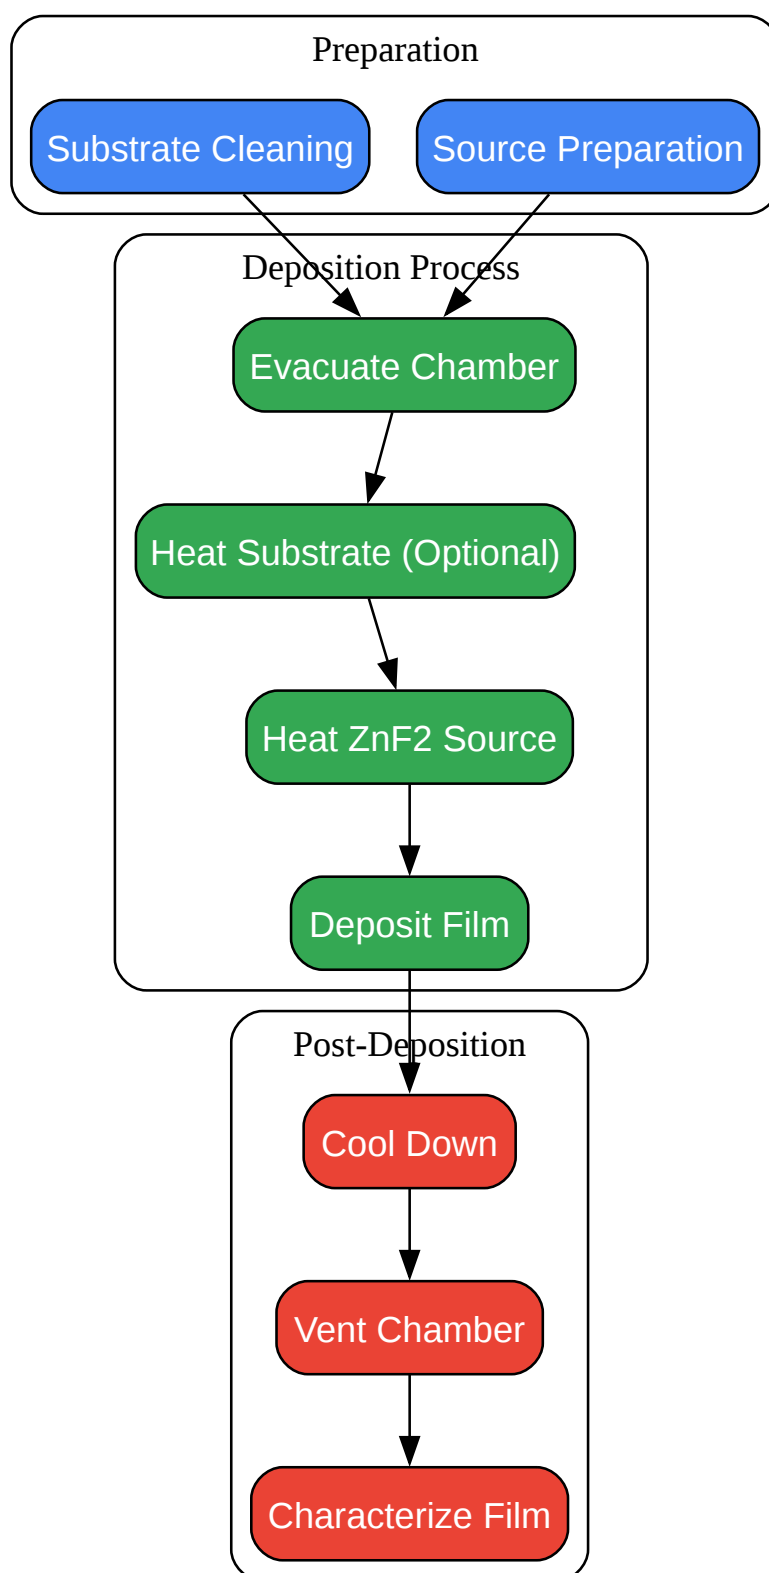 Preparation
Substrate Cleaning
Source Preparation
Deposition Process
Evacuate Chamber
Heat Substrate (Optional)
Heat ZnF2 Source
Deposit Film
Post-Deposition
Cool Down
Vent Chamber
Characterize Film